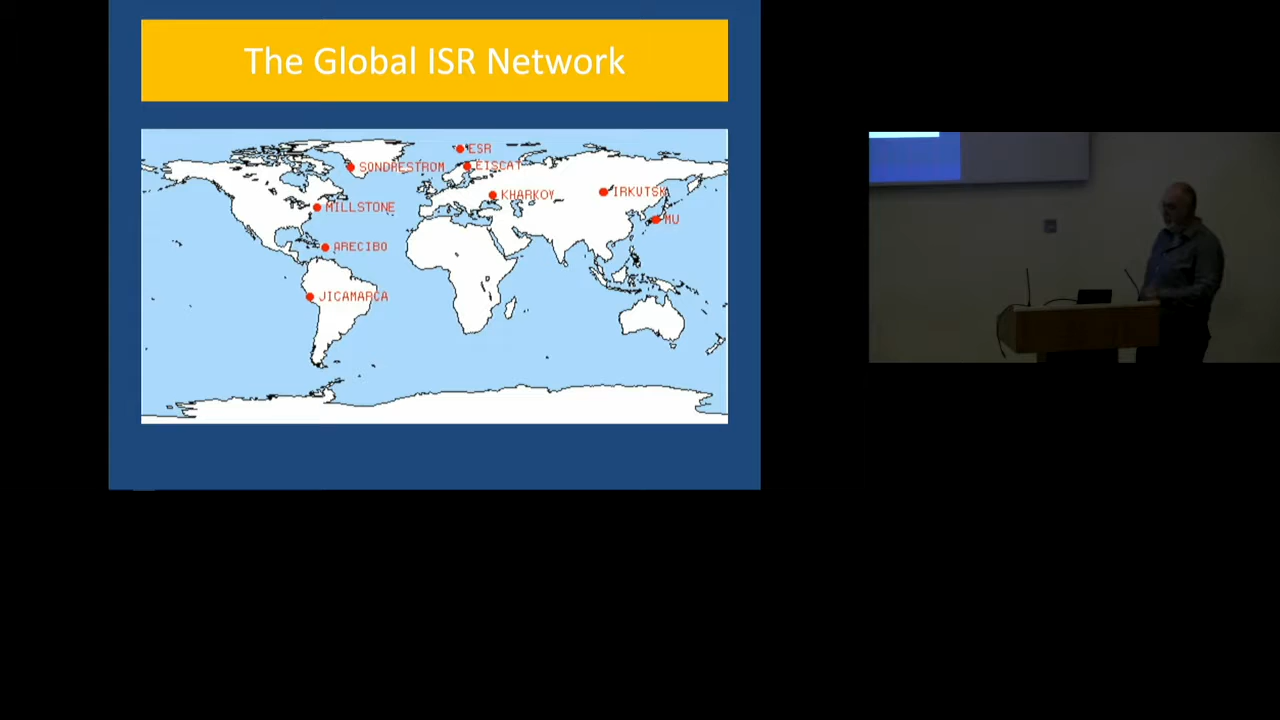 The Global ISR Network
ESR
SONDRESTROM
EISCAT
KHARKOV
IRKUTSK
MILLSTONE
MU
ARECIBO
JICAMARCA